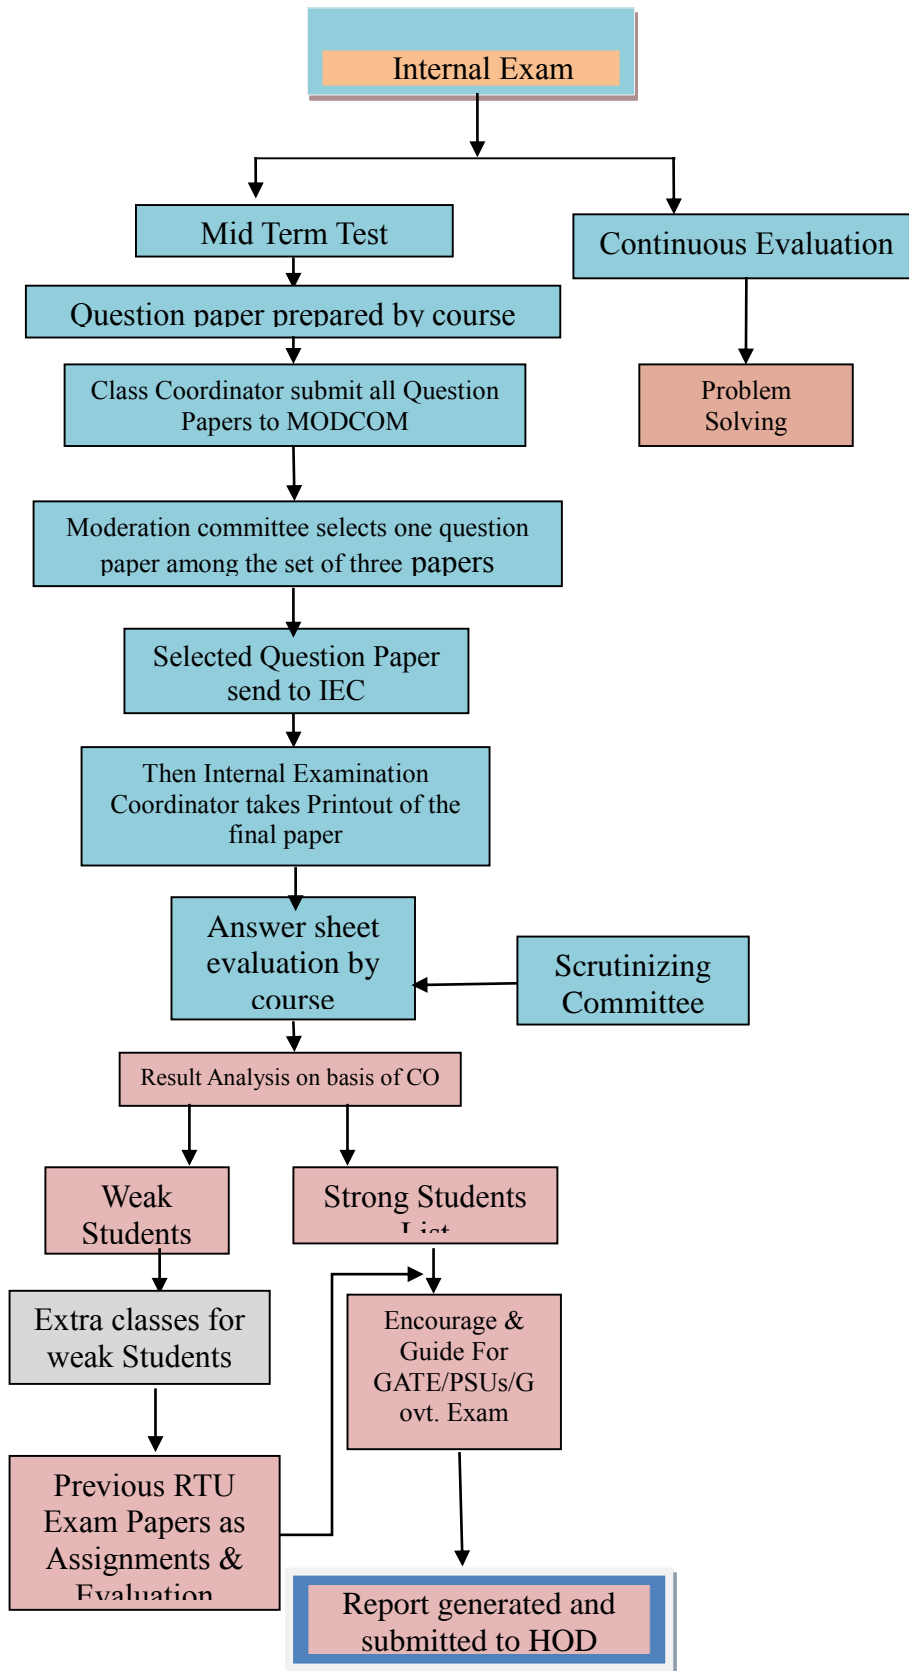 Internal Exam
Mid Term Test
Continuous Evaluation
Question paper prepared by course
Class Coordinator submit all Question
Papers to MODCOM
Problem
Solving
Moderation committee selects one question
paper among the set of three papers
Selected Question Paper
send to IEC
Then Internal Examination
Coordinator takes Printout of the
final paper
Answer sheet
evaluation by
course
Scrutinizing
Committee
Result Analysis on basis of CO
Weak
Students
Strong Students
List
Extra classes for
weak Students
Encourage &
Guide For
GATE/PSUs/G
ovt. Exam
Previous RTU
Exam Papers as
Assignments &
Evaluation
Report generated and
submitted to HOD